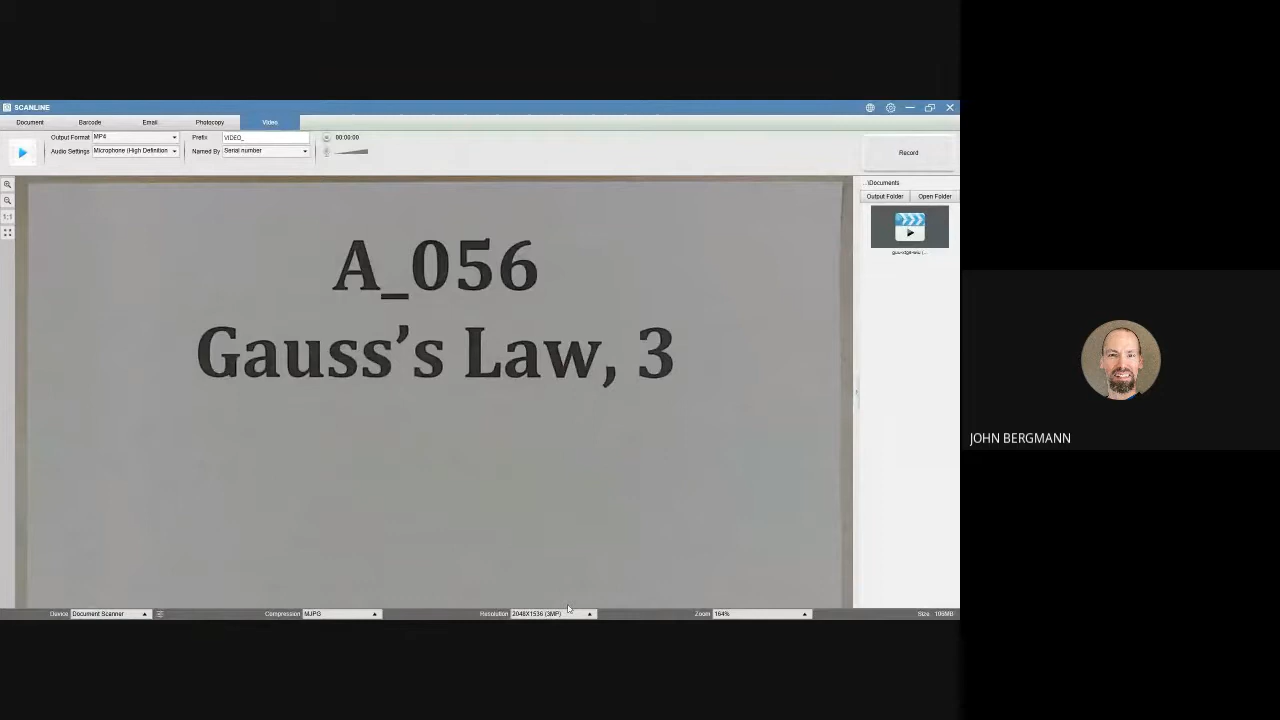 SCANLINE
Document Barcode Email Photocopy Video
Output Format MP4 Prefix VIDEO_ 00:00:00
Audio Settings Microphone (High Definition Named By Serial number
Record
1:1
...\Documents
Output Folder Open Folder
A_056
Gauss's Law, 3
JOHN BERGMANN
Device Document Scanner Compression MJPG Resolution 2048X1536 (3MP) Zoom 164% Size 105MB